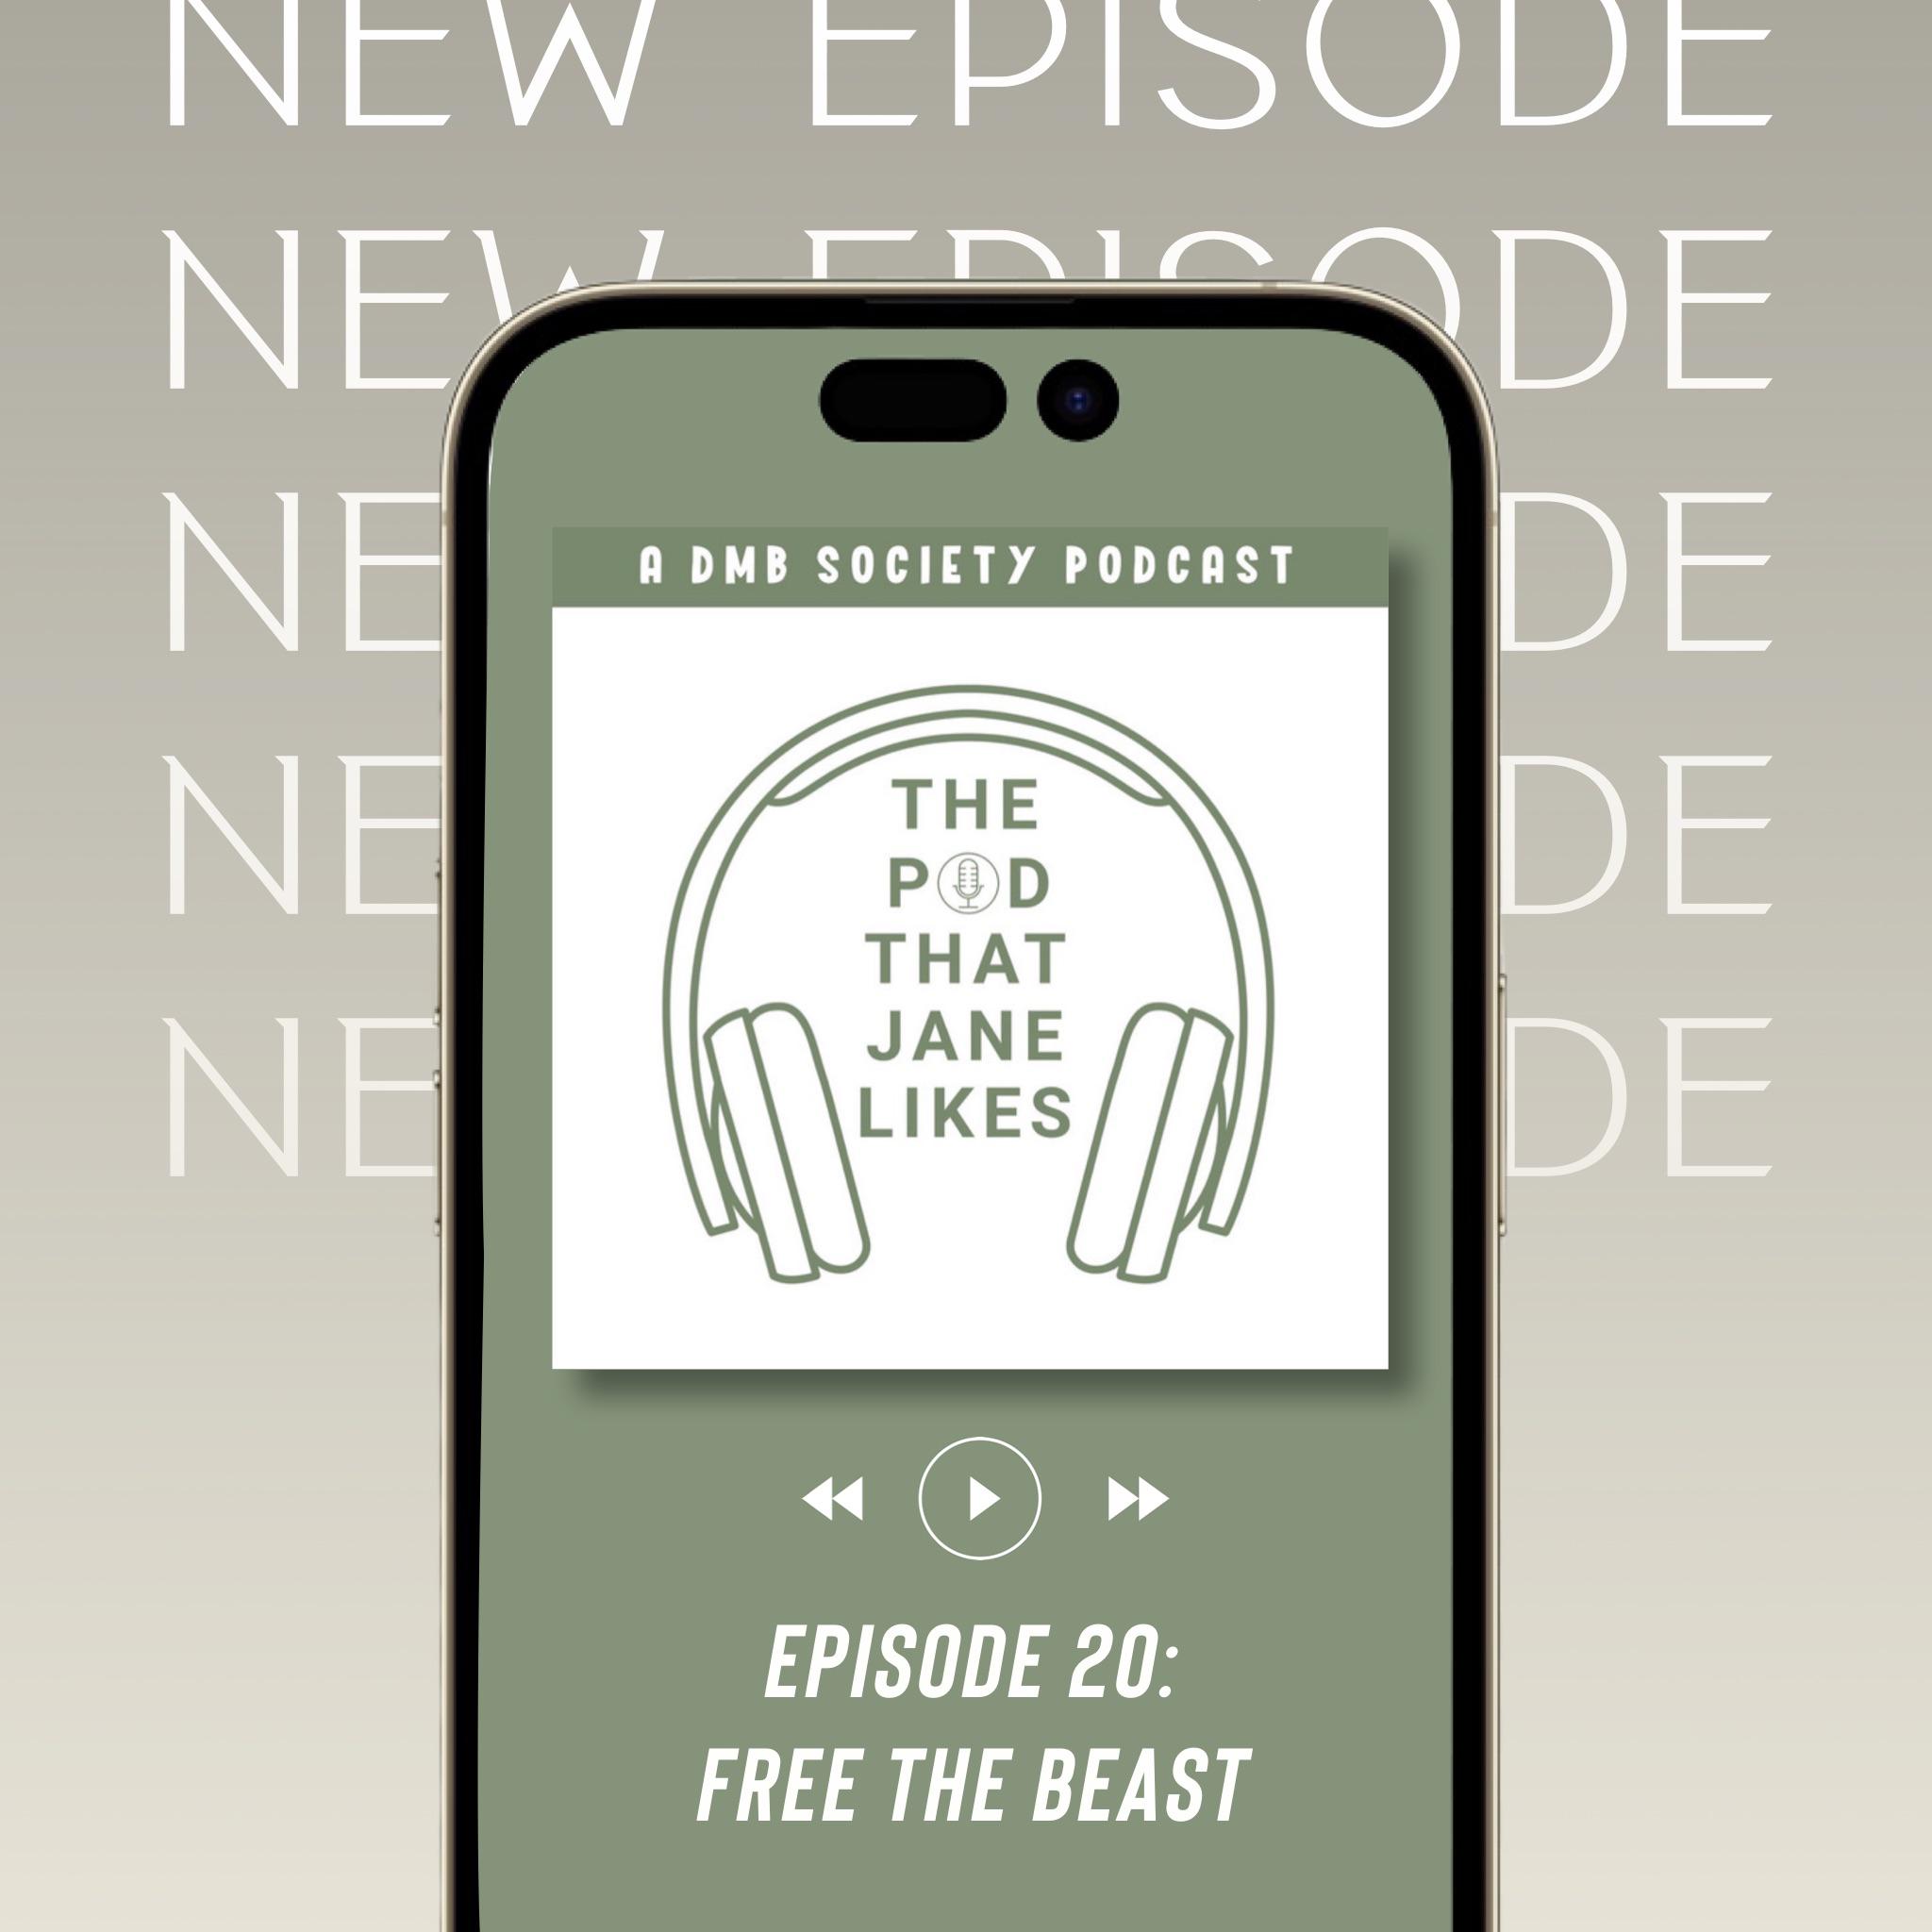 NEW EPISODE
NEW EPISODE
NE DE
NE DE
NE DE
A DMB SOCIETY PODCAST
THE
POD
THAT
JANE
LIKES
EPISODE 20:
FREE THE BEAST